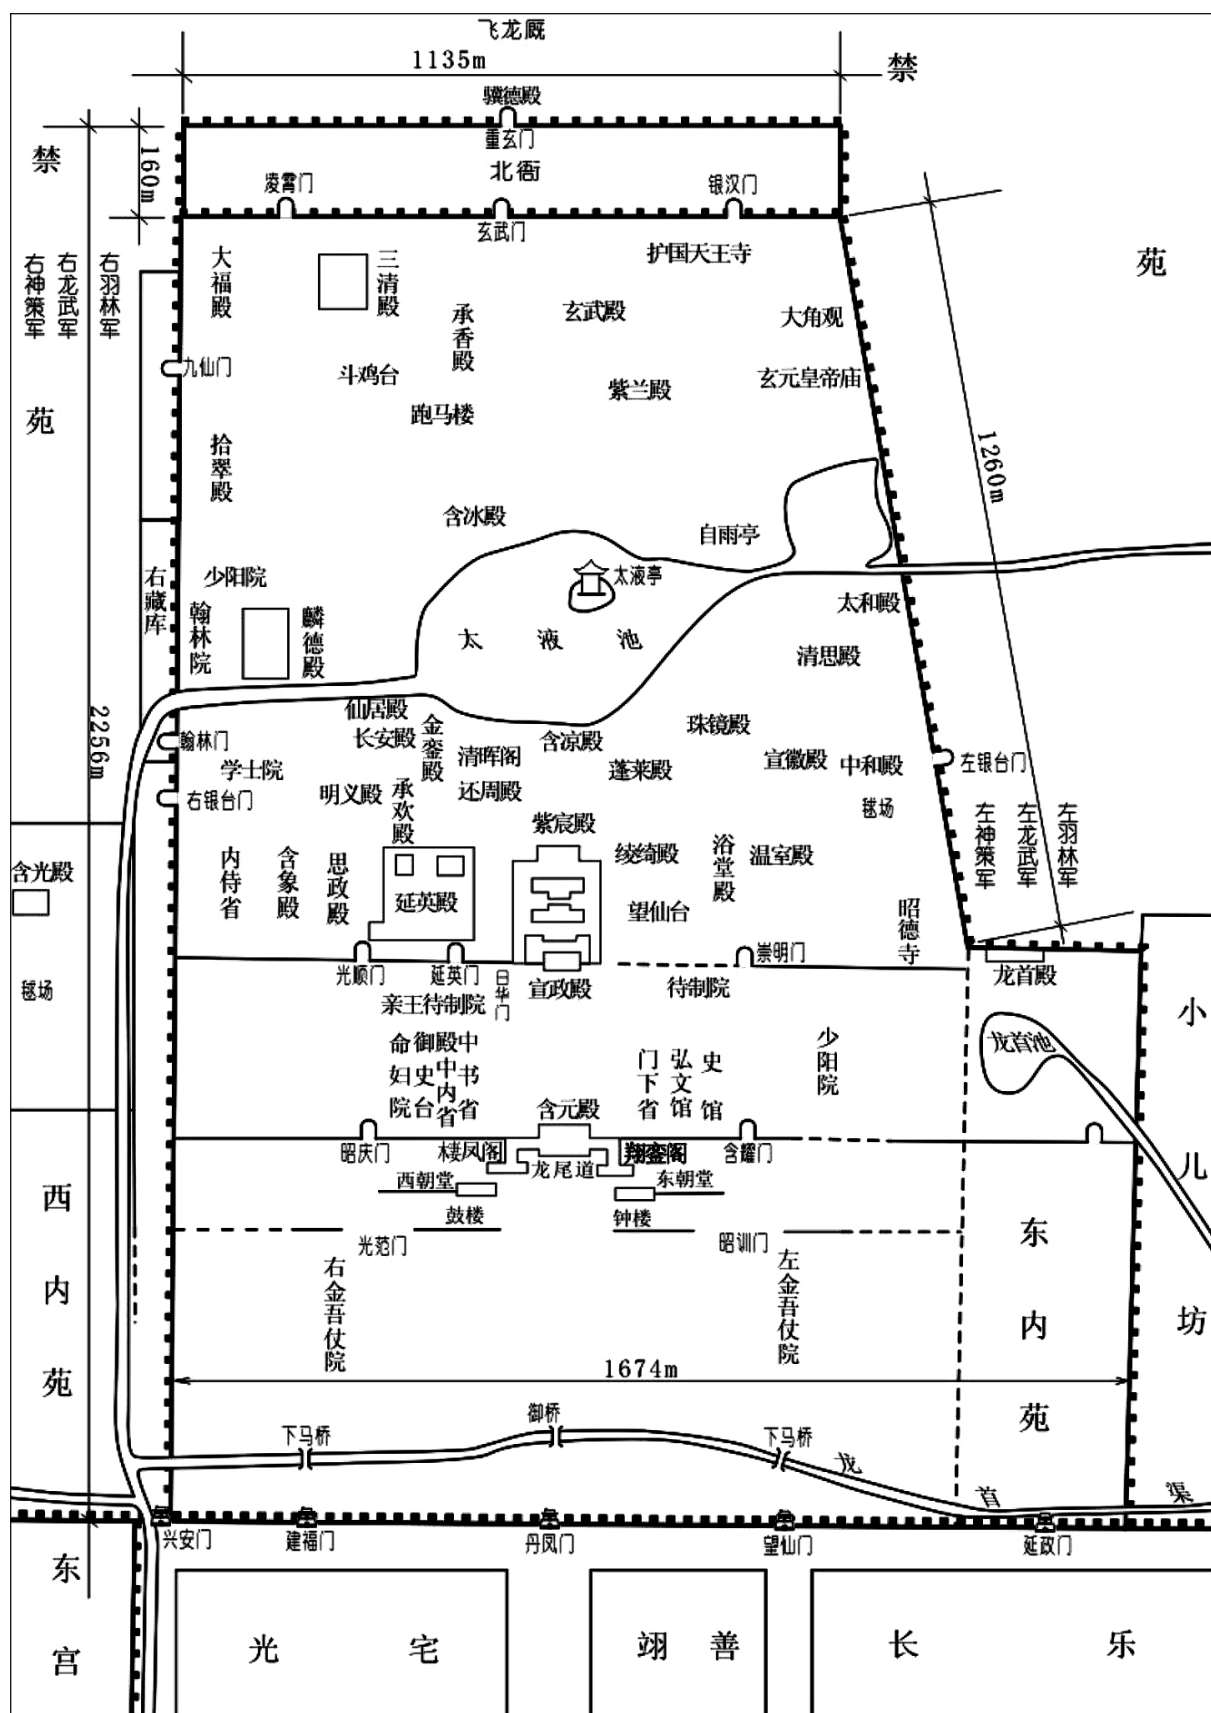 飞龙厩
1135m
禁
骥德殿
重玄门
北衙
禁
160m
凌霄门
银汉门
玄武门
护国天王寺
苑
右神策军
右龙武军
右羽林军
大福殿
三清殿
承香殿
玄武殿
大角观
九仙门
斗鸡台
紫兰殿
玄元皇帝庙
苑
跑马楼
1260m
拾翠殿
含冰殿
自雨亭
右藏库
少阳院
太液亭
太和殿
翰林院
麟德殿
太液池
清思殿
2256m
仙居殿
金銮殿
珠镜殿
翰林门
长安殿
清晖阁
含凉殿
学士院
蓬莱殿
宣徽殿
中和殿
左银台门
右银台门
明义殿
承欢殿
还周殿
毬场
左神策军
左龙武军
左羽林军
紫宸殿
含光殿
内侍省
含象殿
思政殿
绫绮殿
浴堂殿
温室殿
延英殿
望仙台
昭德寺
毬场
光顺门
延英门
日华门
宣政殿
崇明门
龙首殿
小儿坊
亲王待制院
待制院
命妇院
御史台
殿中内省
中书省
门下省
弘文馆
史馆
少阳院
龙首池
含元殿
昭庆门
栖凤阁
龙尾道
翔鸾阁
含耀门
西朝堂
东朝堂
西内苑
鼓楼
钟楼
东内苑
光范门
昭训门
右金吾仗院
左金吾仗院
1674m
下马桥
御桥
下马桥
龙首渠
兴安门
建福门
丹凤门
望仙门
延政门
东宫
光宅
翊善
长乐